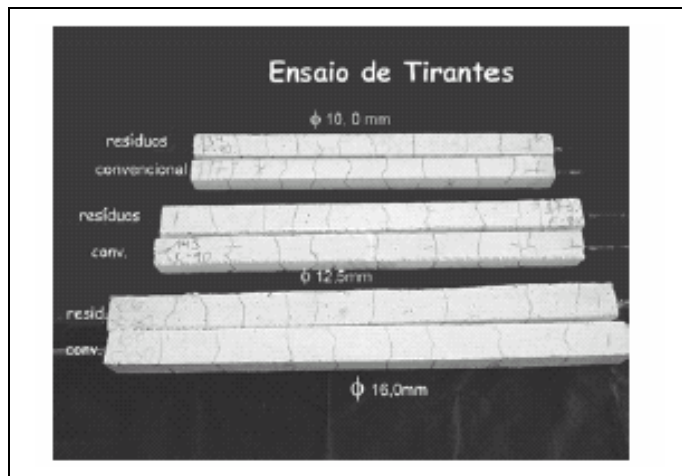 Ensaio de Tirantes
ϕ 10, 0 mm
resíduos
convencional
resíduos
conv.
ϕ 12,5mm
resid.
conv.
ϕ 16,0mm